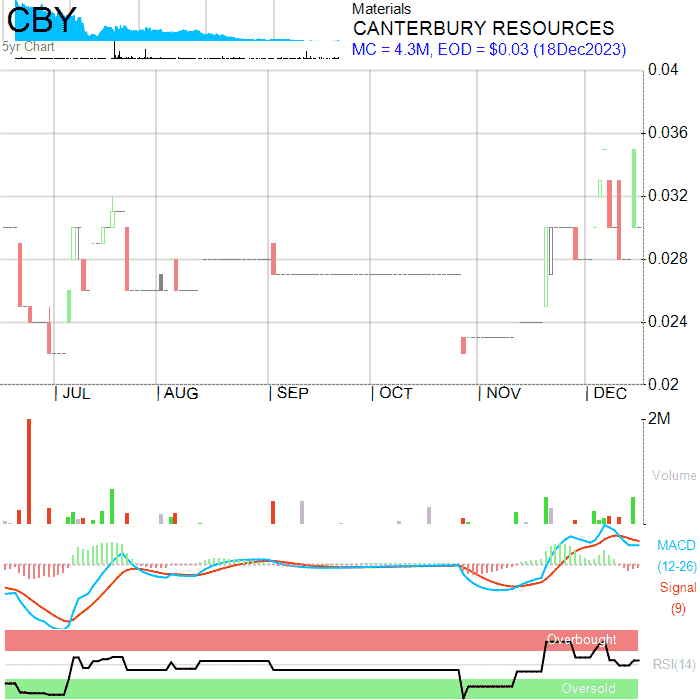 CBY
5yr Chart
Materials
CANTERBURY RESOURCES
MC = 4.3M, EOD = $0.03 (18Dec2023)
0.04
0.036
0.032
0.028
0.024
0.02
JUL AUG SEP OCT NOV DEC
2M
Volume
MACD
(12-26)
Signal
(9)
Overbought
RSI(14)
Oversold